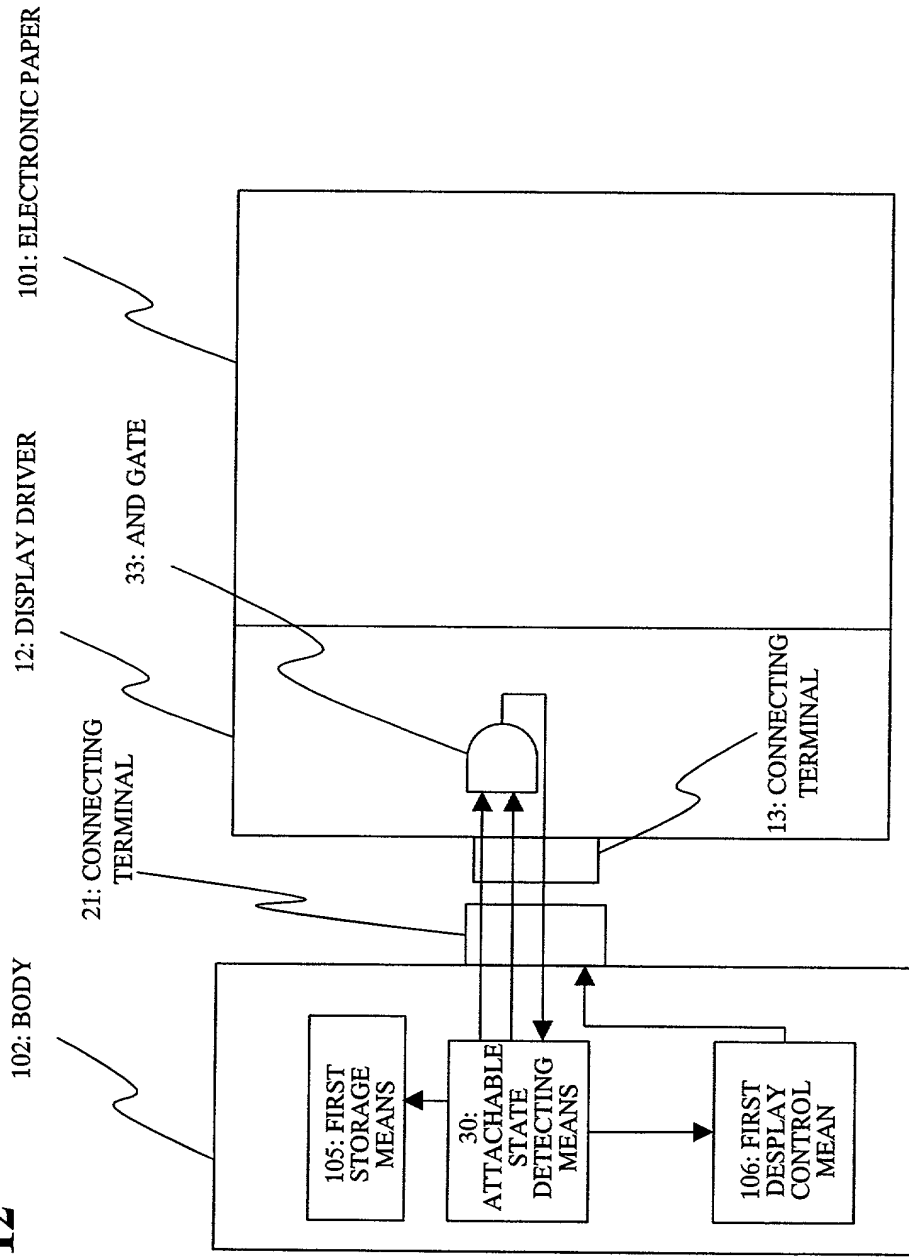 12
102: BODY
21: CONNECTING
TERMINAL
12: DISPLAY DRIVER
33: AND GATE
101: ELECTRONIC PAPER
105: FIRST
STORAGE
MEANS
30:
ATTACHABLE
STATE
DETECTING
MEANS
106: FIRST
DESPLAY
CONTROL
MEAN
13: CONNECTING
TERMINAL